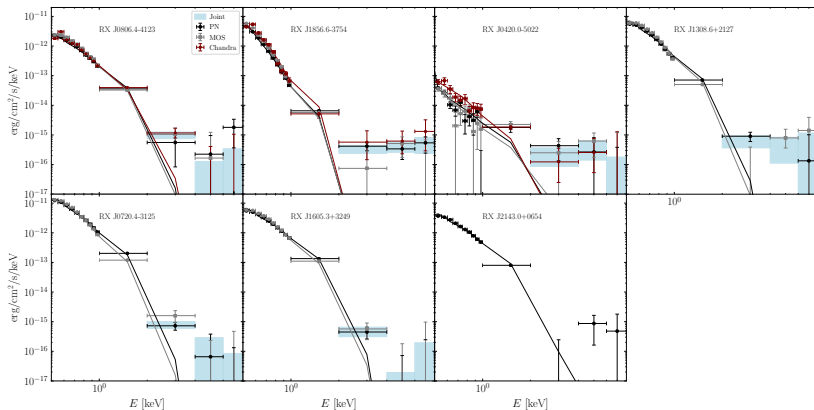 10⁻¹¹
10⁻¹²
10⁻¹³
10⁻¹⁴
10⁻¹⁵
10⁻¹⁶
10⁻¹⁷
erg/cm²/s/keV
RX J0806.4-4123
Joint
PN
MOS
Chandra
RX J1856.6-3754
RX J0420.0-5022
RX J1308.6+2127
10⁰
10⁻¹¹
10⁻¹²
10⁻¹³
10⁻¹⁴
10⁻¹⁵
10⁻¹⁶
10⁻¹⁷
erg/cm²/s/keV
RX J0720.4-3125
RX J1605.3+3249
RX J2143.0+0654
10⁰
10⁰
10⁰
E [keV]
E [keV]
E [keV]
E [keV]